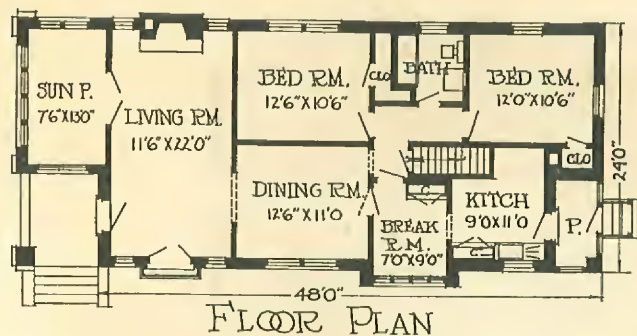 SUN P.
7'6"X13'0"
LIVING RM.
11'6"X22'0"
BED RM.
12'6"X10'6"
CLO
BATH
BED RM.
12'0"X10'6"
CLO
24'0"
DINING RM.
12'6"X11'0
C
BREAK
R.M.
7'0"X9'0"
KITCH
9'0X11'0
C
P.
48'0"
FLOOR PLAN